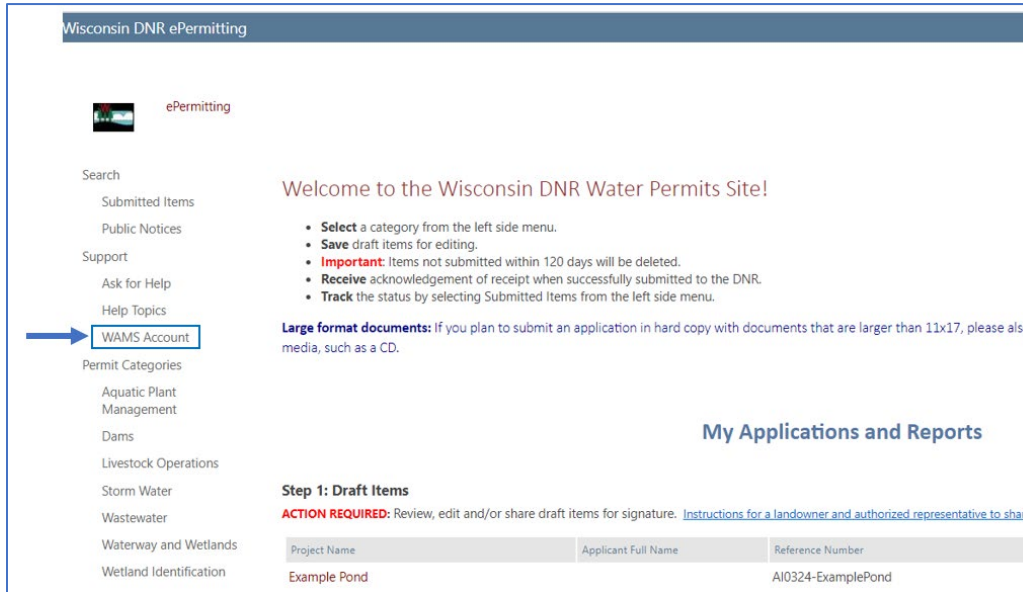 Wisconsin DNR ePermitting
ePermitting
Search
Submitted Items
Public Notices
Support
Ask for Help
Help Topics
WAMS Account
Permit Categories
Aquatic Plant
Management
Dams
Livestock Operations
Storm Water
Wastewater
Waterway and Wetlands
Wetland Identification
Welcome to the Wisconsin DNR Water Permits Site!
• Select a category from the left side menu.
• Save draft items for editing.
• Important: Items not submitted within 120 days will be deleted.
• Receive acknowledgement of receipt when successfully submitted to the DNR.
• Track the status by selecting Submitted Items from the left side menu.
Large format documents: If you plan to submit an application in hard copy with documents that are larger than 11x17, please als
media, such as a CD.
My Applications and Reports
Step 1: Draft Items
ACTION REQUIRED: Review, edit and/or share draft items for signature. Instructions for a landowner and authorized representative to sha
Project Name Applicant Full Name Reference Number
Example Pond AI0324-ExamplePond